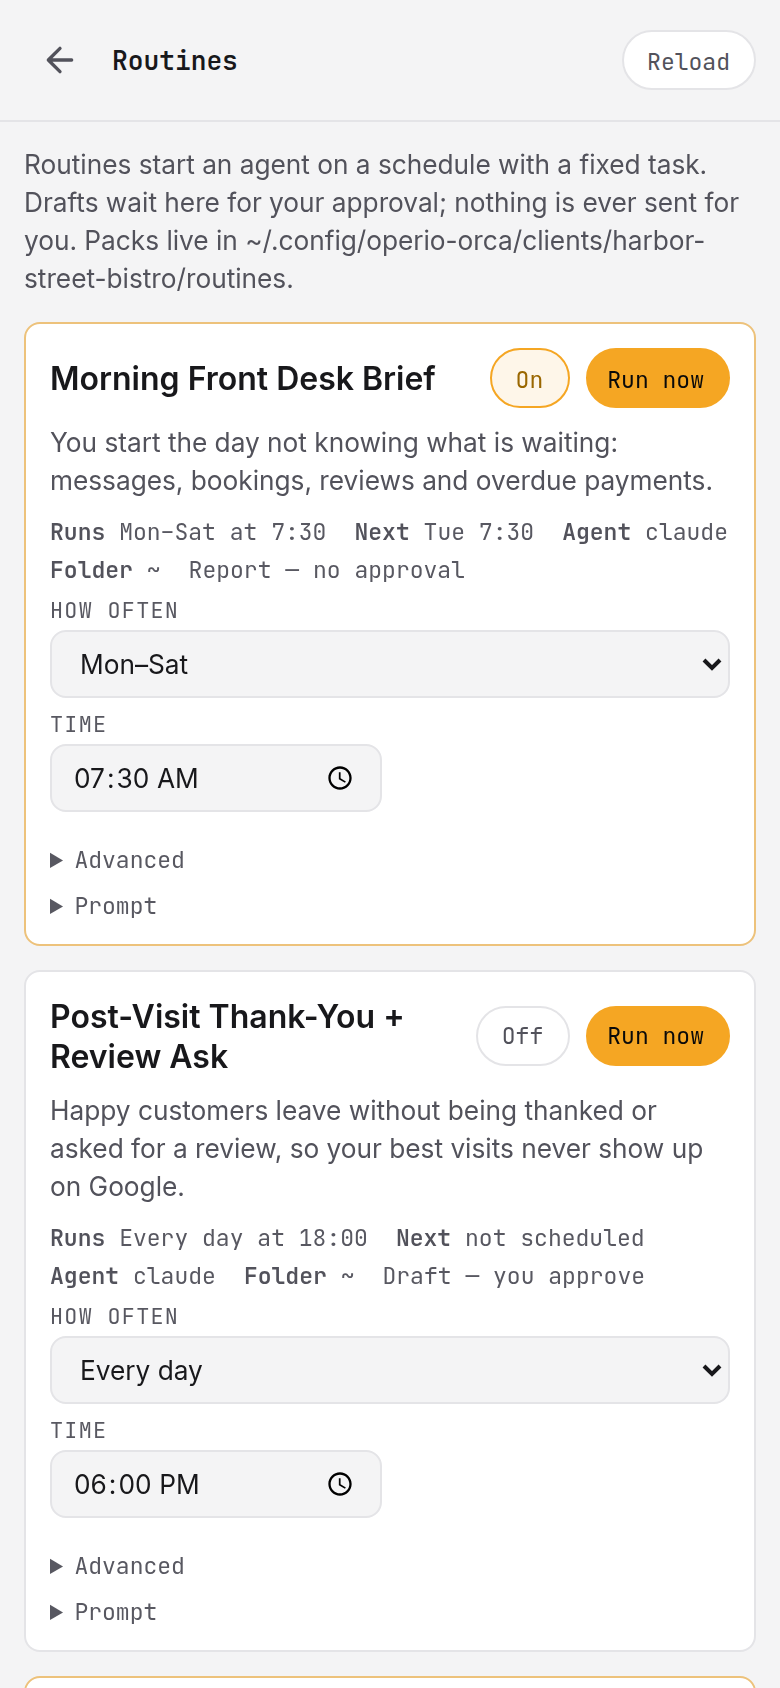 Routines
Reload
Routines start an agent on a schedule with a fixed task.
Drafts wait here for your approval; nothing is ever sent for
you. Packs live in ~/.config/operio-orca/clients/harbor-
street-bistro/routines.
Morning Front Desk Brief
On
Run now
You start the day not knowing what is waiting:
messages, bookings, reviews and overdue payments.
Runs Mon–Sat at 7:30 Next Tue 7:30 Agent claude
Folder ~ Report — no approval
HOW OFTEN
Mon–Sat
TIME
07:30 AM
Advanced
Prompt
Post-Visit Thank-You +
Review Ask
Off
Run now
Happy customers leave without being thanked or
asked for a review, so your best visits never show up
on Google.
Runs Every day at 18:00 Next not scheduled
Agent claude Folder ~ Draft — you approve
HOW OFTEN
Every day
TIME
06:00 PM
Advanced
Prompt